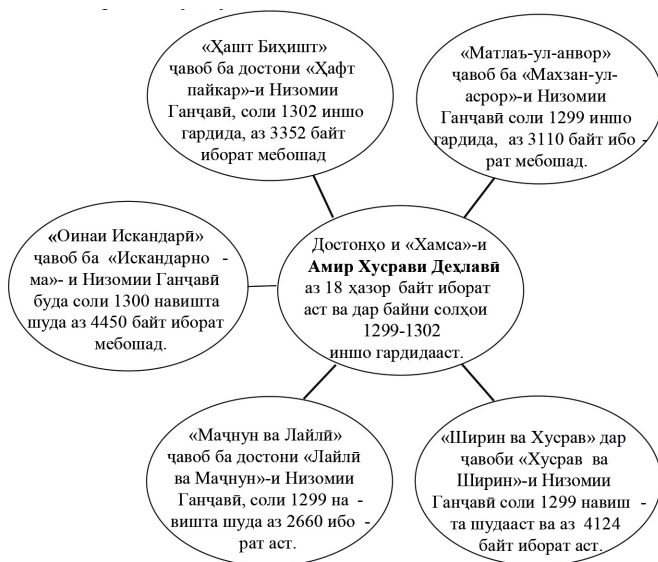 «Ҳашт Биҳишт»
ҷавоб ба достони «Ҳафт
пайкар»-и Низомии
Ганҷавӣ, соли 1302 иншо
гардида, аз 3352 байт
иборат мебошад
«Матлаъ-ул-анвор»
ҷавоб ба «Махзан-ул-
асрор»-и Низомии
Ганҷавӣ соли 1299 иншо
гардида, аз 3110 байт ибо -
рат мебошад.
«Оинаи Искандарӣ»
ҷавоб ба «Искандарно -
ма»- и Низомии Ганҷавӣ
буда соли 1300 навишта
шуда аз 4450 байт иборат
мебошад.
Достонҳо и «Хамса»-и
Амир Хусрави Деҳлавӣ
аз 18 ҳазор байт иборат
аст ва дар байни солҳои
1299-1302
иншо гардидааст.
«Маҷнун ва Лайлӣ»
ҷавоб ба достони «Лайлӣ
ва Маҷнун»-и Низомии
Ганҷавӣ, соли 1299 на -
вишта шуда аз 2660 ибо -
рат аст.
«Ширин ва Хусрав» дар
ҷавоби «Хусрав ва
Ширин»-и Низомии
Ганҷавӣ соли 1299 навиш -
та шудааст ва аз 4124
байт иборат аст.